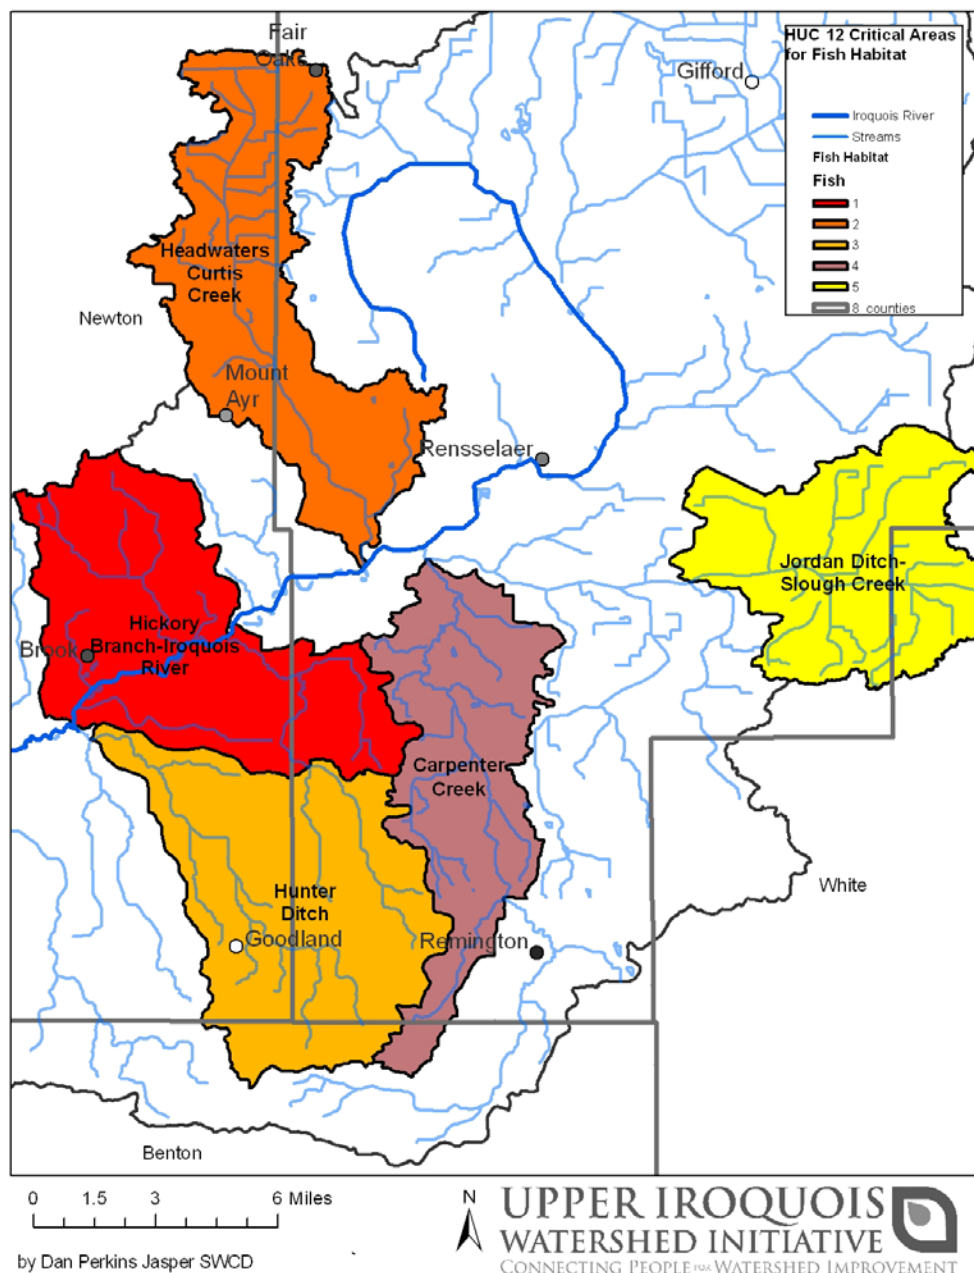 HUC 12 Critical Areas
for Fish Habitat
Iroquois River
Streams
Fish Habitat
Fish
1
2
3
4
5
8_counties
Fair
Gifford
Headwaters
Curtis
Creek
Newton
Mount
Ayr
Rensselaer
Jordan Ditch-
Slough Creek
Hickory
Branch-Iroquois
River
Brook
Carpenter
Creek
White
Hunter
Ditch
Goodland
Remington
Benton
0 1.5 3 6 Miles
N
by Dan Perkins Jasper SWCD
UPPER IROQUOIS
WATERSHED INITIATIVE
CONNECTING PEOPLE FOR WATERSHED IMPROVEMENT